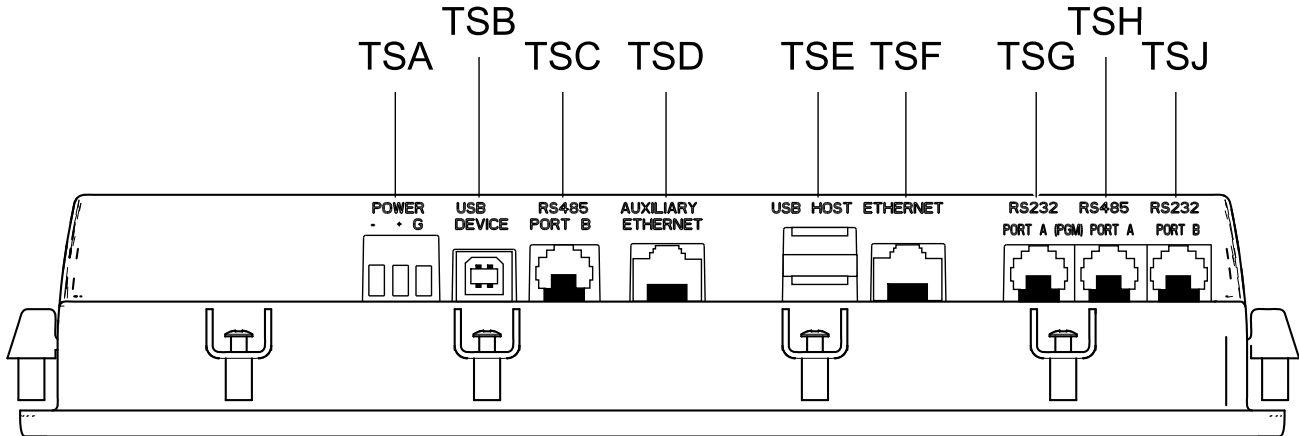 TSB TSH
TSA TSC TSD TSE TSF TSG TSJ
POWER USB RS485 AUXILIARY USB HOST ETHERNET RS232 RS485 RS232
- + G DEVICE PORT B ETHERNET PORT A (PGM) PORT A PORT B